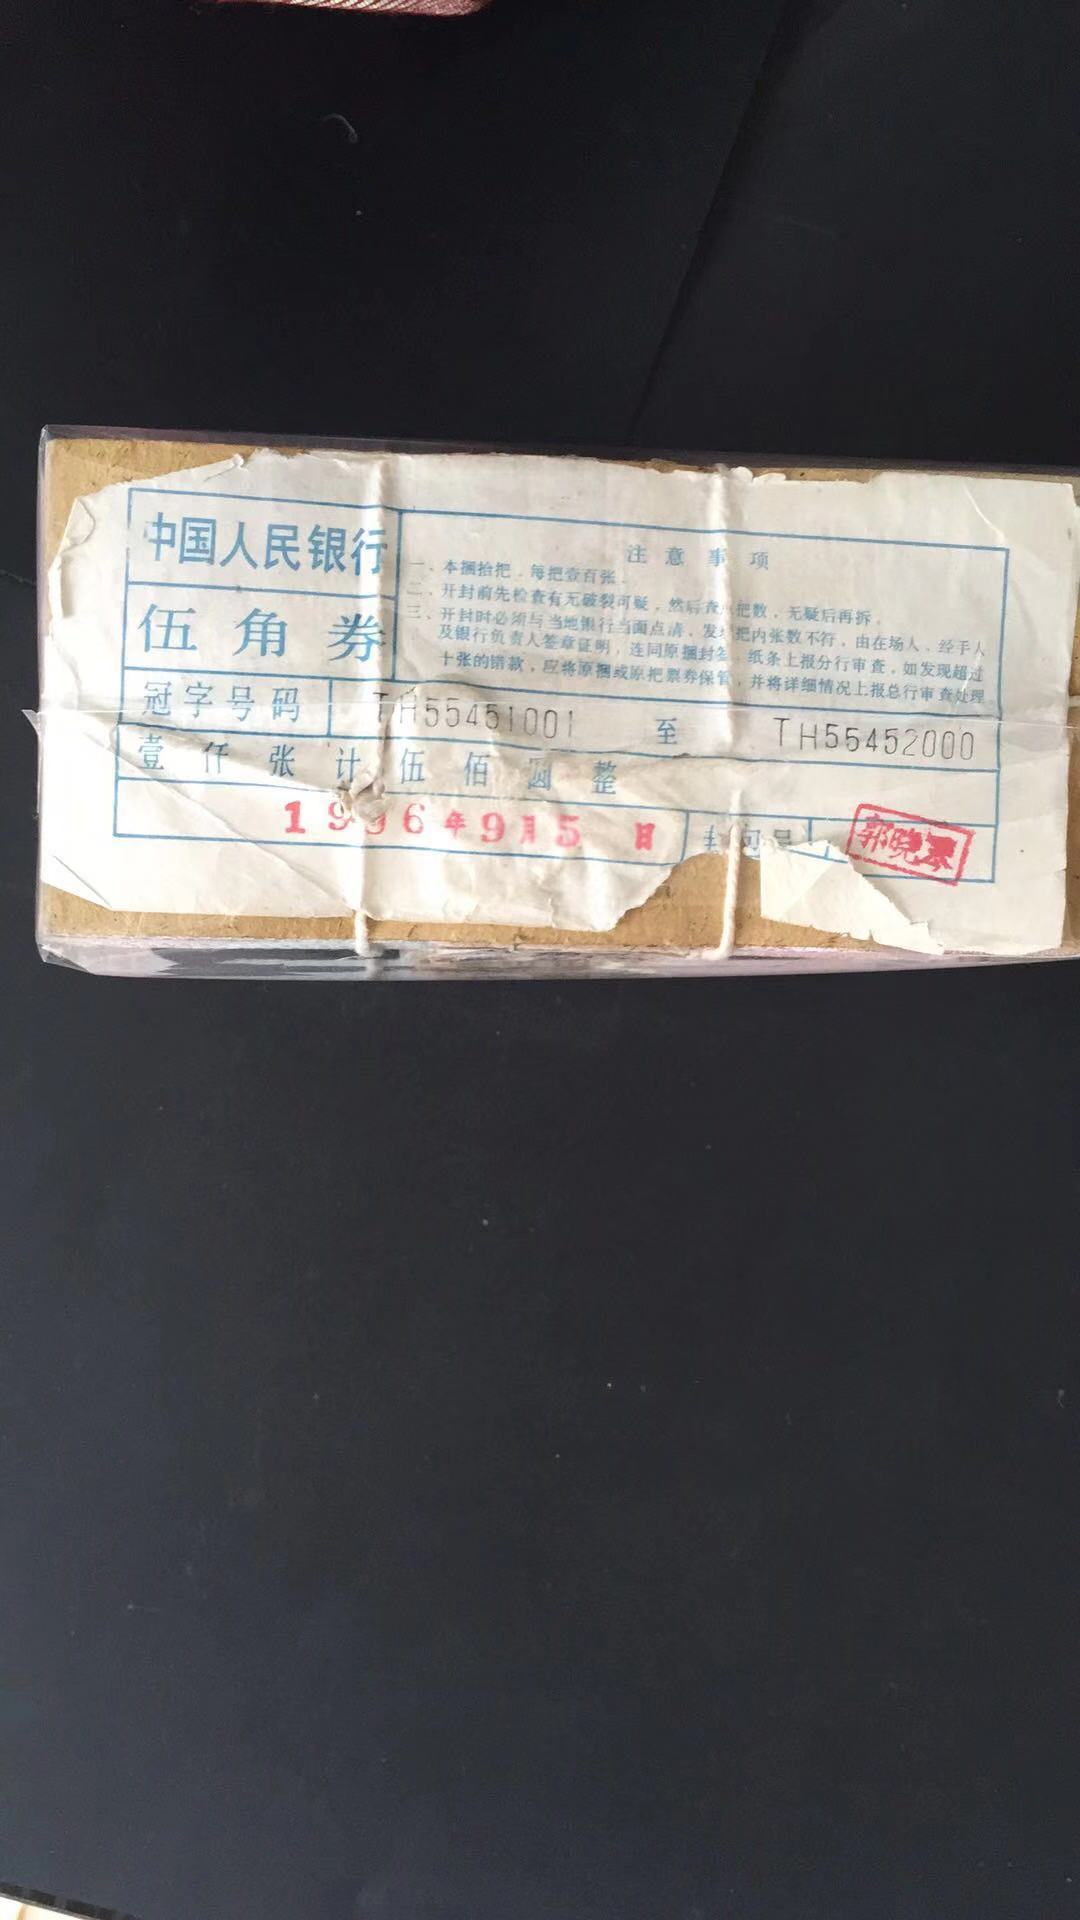 中国人民银行
伍角券
注意事项
一、本捆拾把，每把壹百张。
二、开封前先检查有无破裂可疑，然后查点把数，无疑后再拆。
三、开封时必须与当地银行当面点清，发现把内张数不符，由在场人、经手人
及银行负责人签章证明，连同原捆封签、纸条上报分行审查，如发现超过
十张的错款，应将原捆或原把票券保管，并将详细情况上报总行审查处理
冠字号码 TH55451001 至 TH55452000
壹仟张计伍佰圆整
1996年9月5日 封包员 郭晓